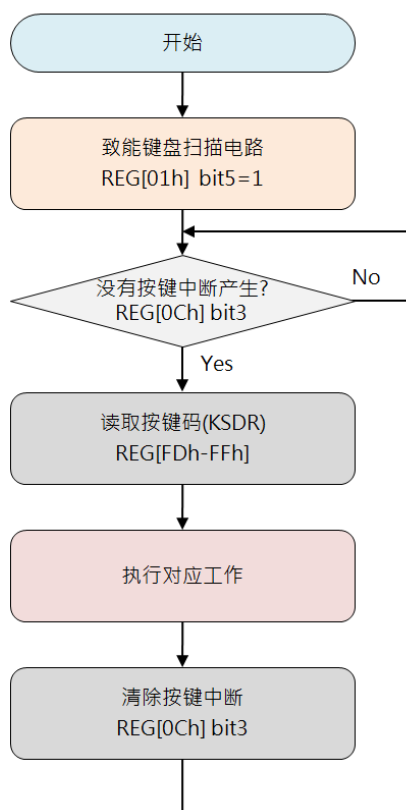 开始
致能键盘扫描电路
REG[01h] bit5=1
没有按键中断产生?
REG[0Ch] bit3
No
Yes
读取按键码(KSDR)
REG[FDh-FFh]
执行对应工作
清除按键中断
REG[0Ch] bit3